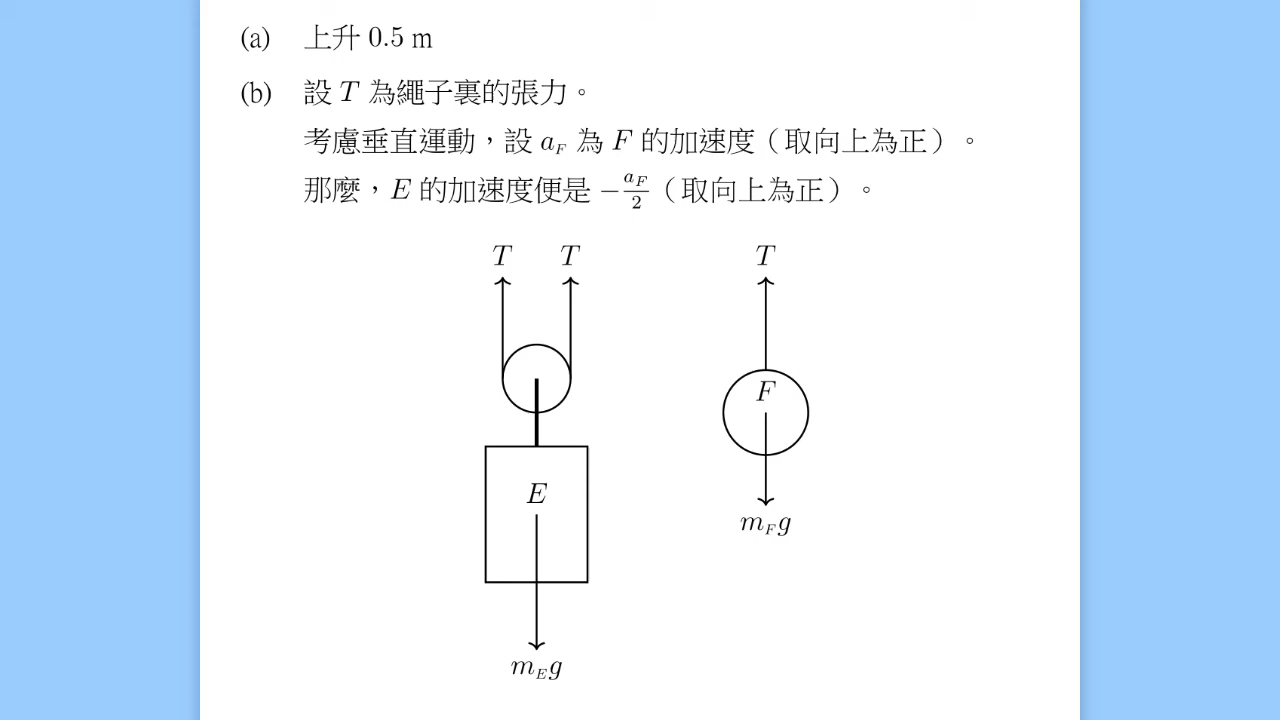 (a) 上升 0.5 m
(b) 設 T 為繩子裏的張力。
考慮垂直運動，設 a_F 為 F 的加速度（取向上為正）。
那麼，E 的加速度便是 −a_F/2（取向上為正）。
T T T
F
E
m_F g
m_E g